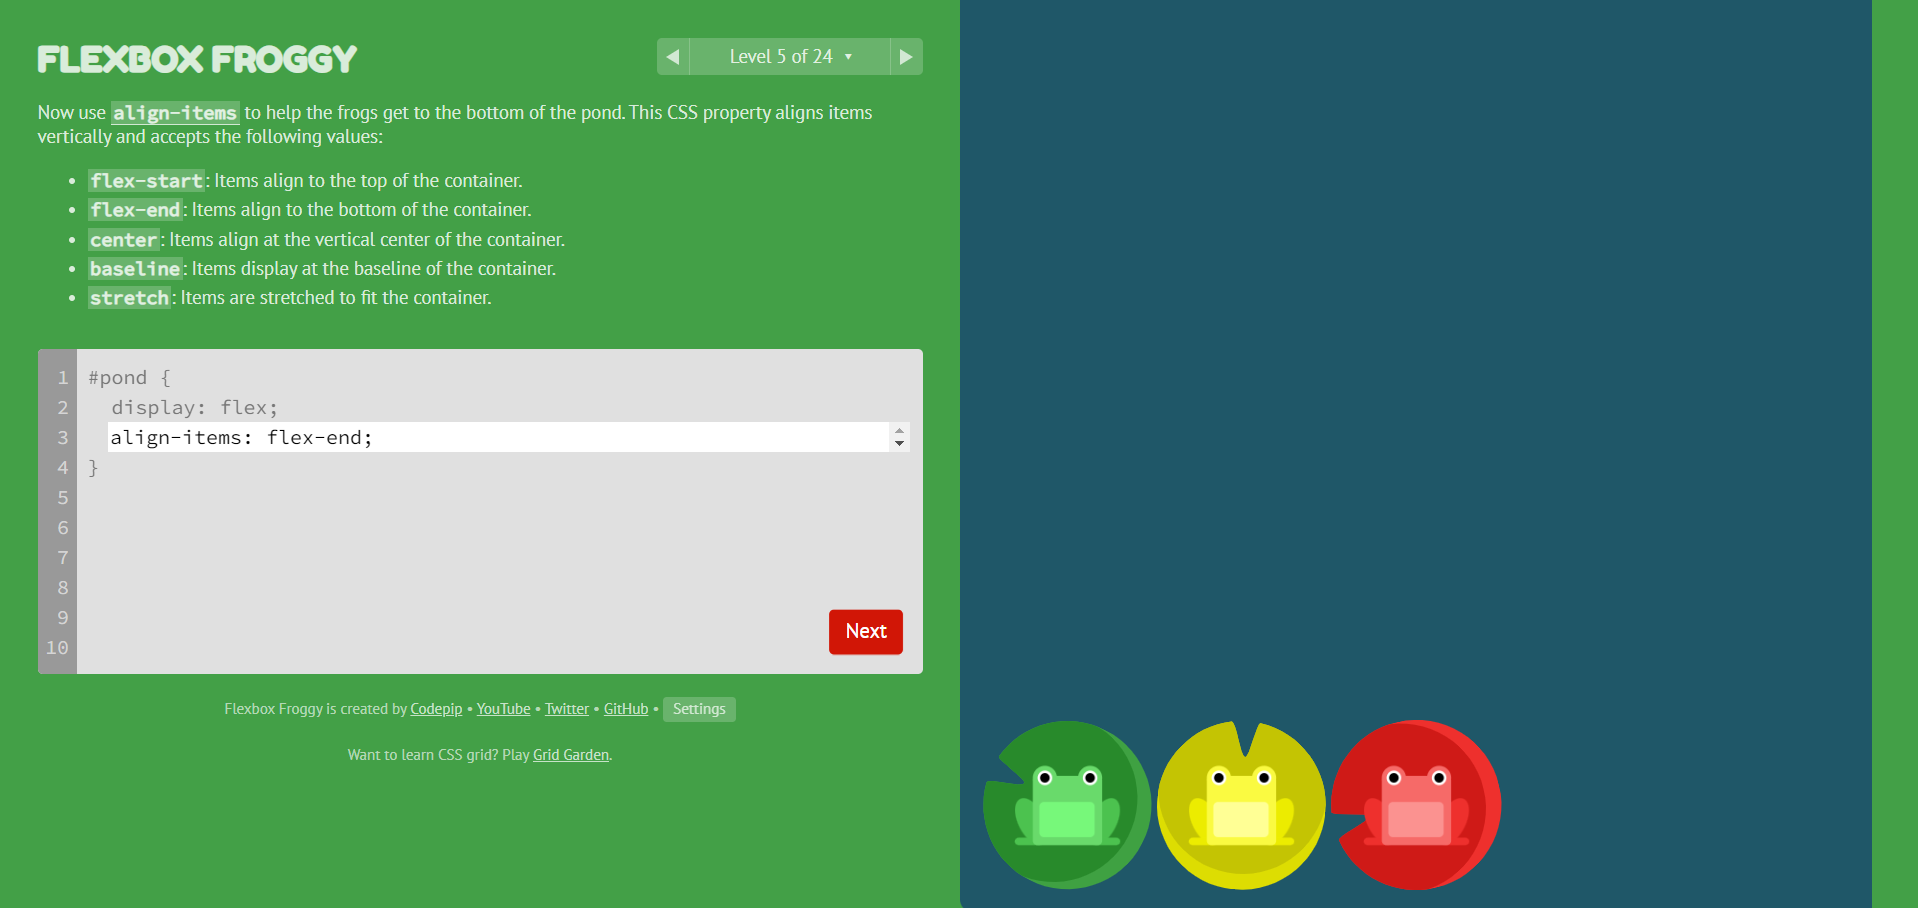 FLEXBOX FROGGY
Level 5 of 24
Now use align-items to help the frogs get to the bottom of the pond. This CSS property aligns items
vertically and accepts the following values:
flex-start: Items align to the top of the container.
flex-end: Items align to the bottom of the container.
center: Items align at the vertical center of the container.
baseline: Items display at the baseline of the container.
stretch: Items are stretched to fit the container.
1 #pond {
2 display: flex;
3 align-items: flex-end;
4 }
5
6
7
8
9
10
Next
Flexbox Froggy is created by Codepip • YouTube • Twitter • GitHub • Settings
Want to learn CSS grid? Play Grid Garden.